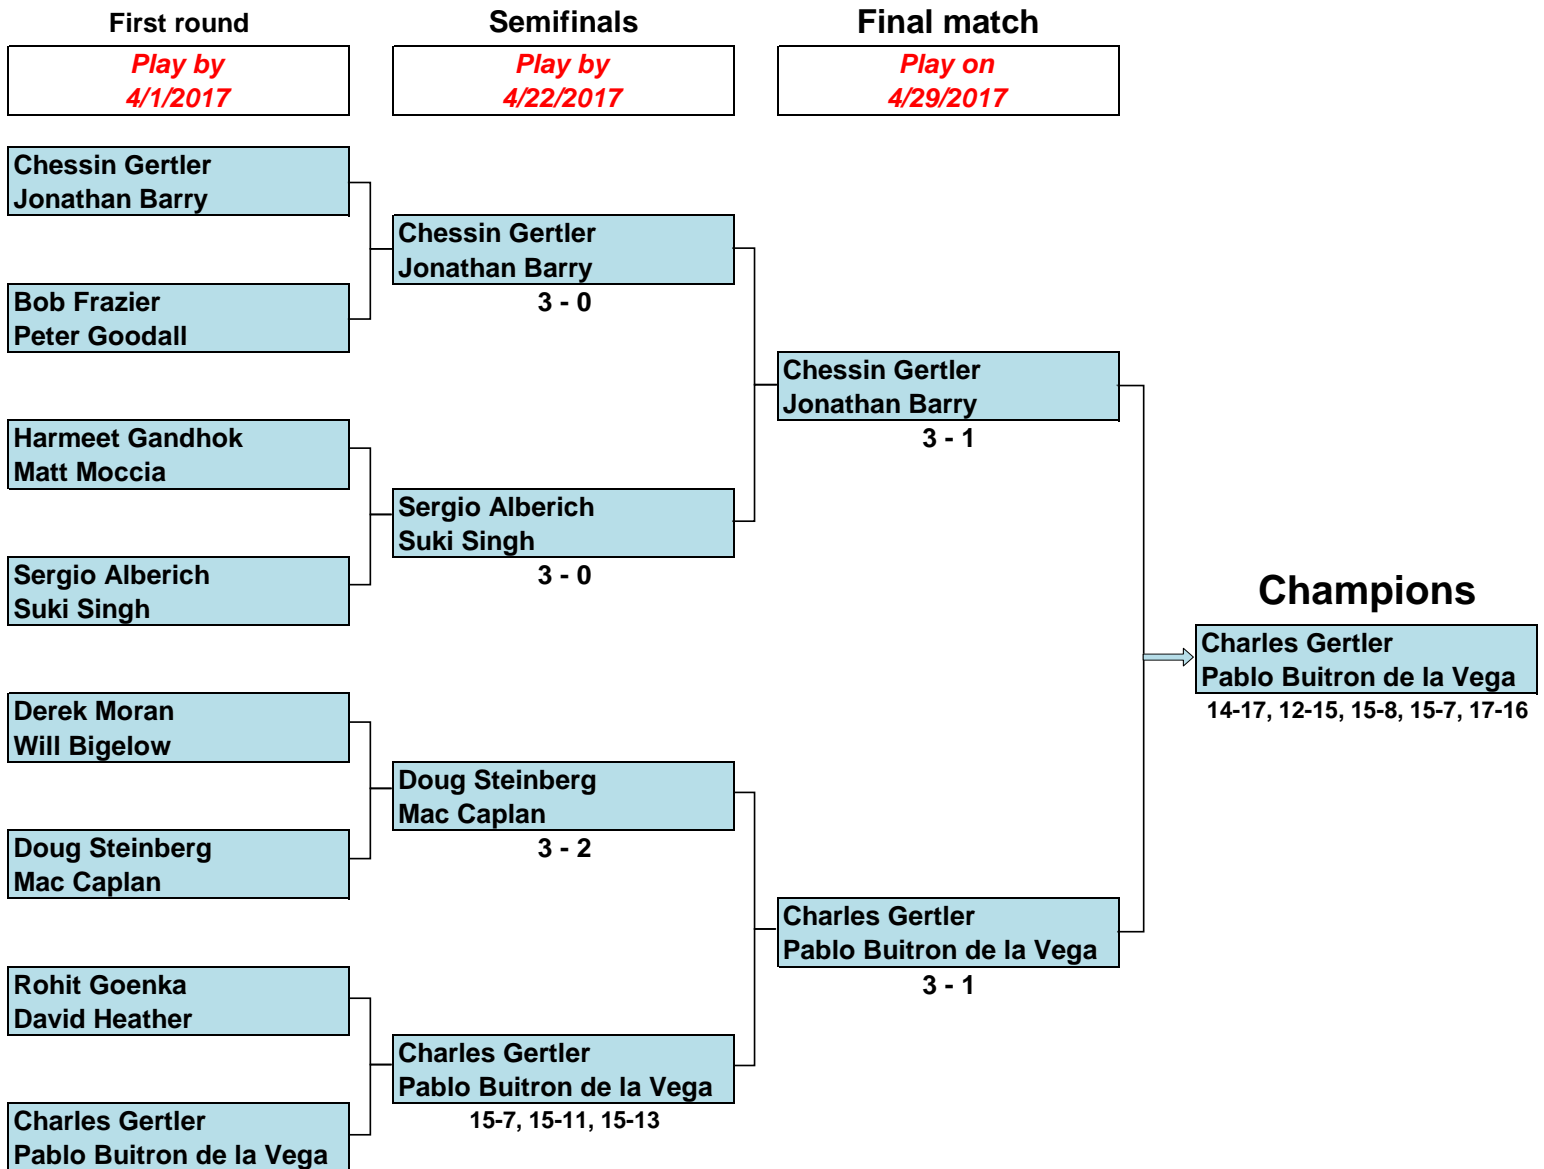 First round
Semifinals
Final match
Play by
4/1/2017
Play by
4/22/2017
Play on
4/29/2017
Chessin Gertler
Jonathan Barry
Bob Frazier
Peter Goodall
Harmeet Gandhok
Matt Moccia
Sergio Alberich
Suki Singh
Derek Moran
Will Bigelow
Doug Steinberg
Mac Caplan
Rohit Goenka
David Heather
Charles Gertler
Pablo Buitron de la Vega
Chessin Gertler
Jonathan Barry
3 - 0
Sergio Alberich
Suki Singh
3 - 0
Doug Steinberg
Mac Caplan
3 - 2
Charles Gertler
Pablo Buitron de la Vega
15-7, 15-11, 15-13
Chessin Gertler
Jonathan Barry
3 - 1
Charles Gertler
Pablo Buitron de la Vega
3 - 1
Champions
Charles Gertler
Pablo Buitron de la Vega
14-17, 12-15, 15-8, 15-7, 17-16